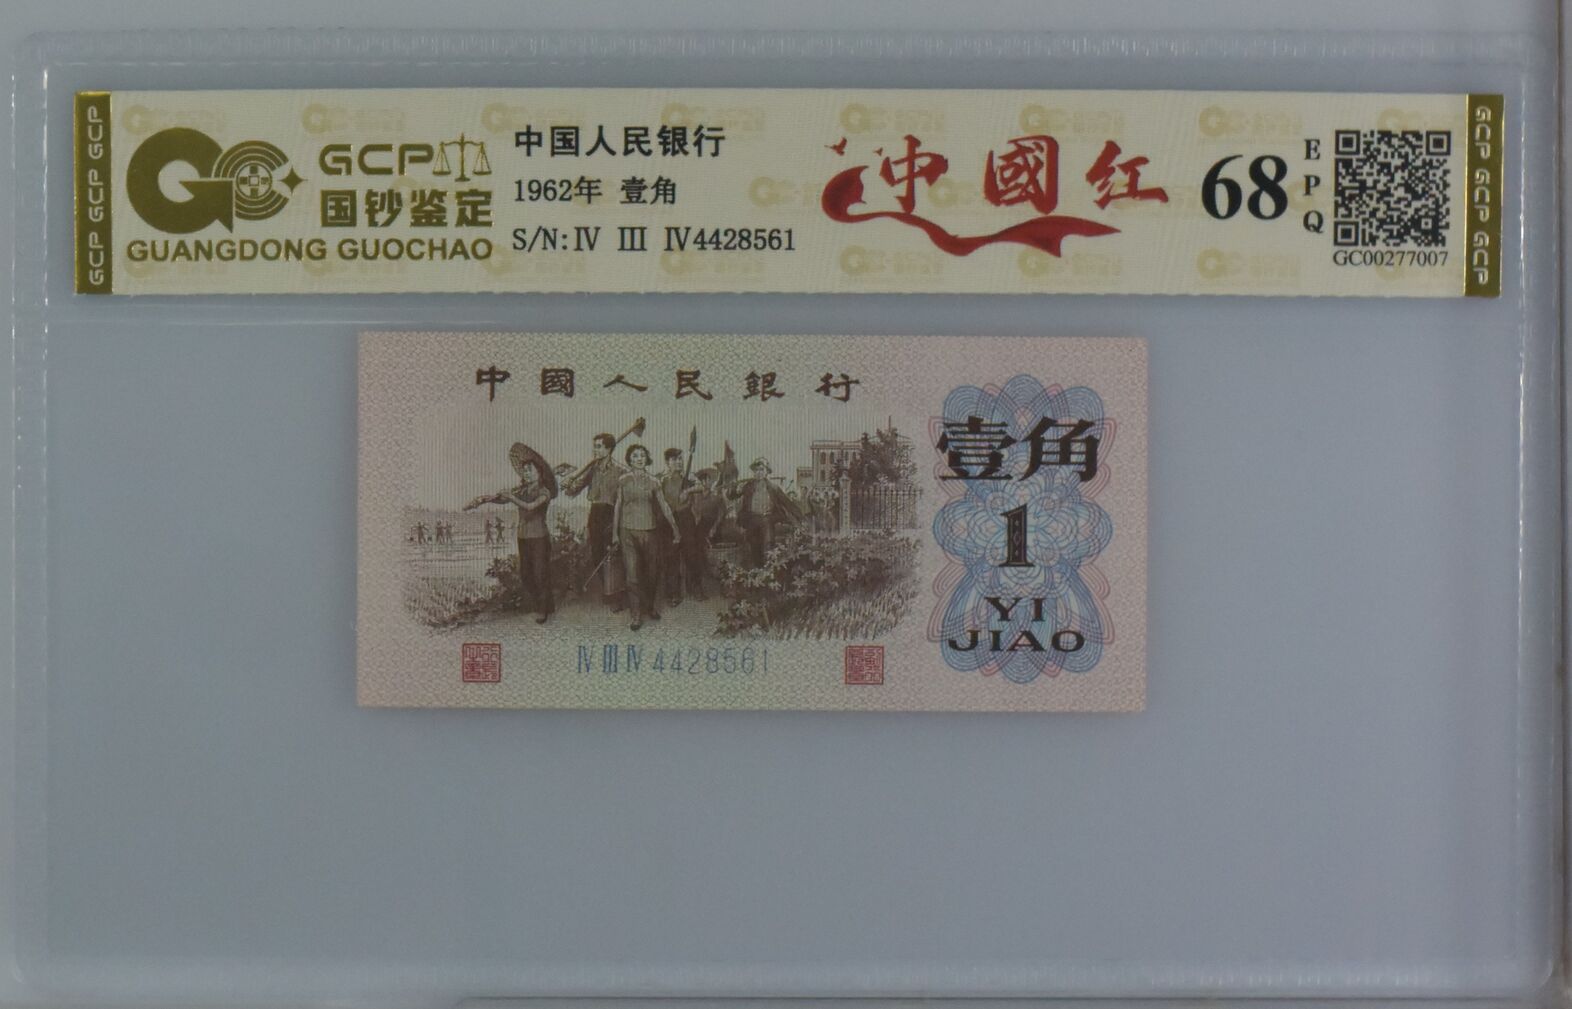 GCP GCP GCP
GCP
国钞鉴定
GUANGDONG GUOCHAO
中国人民银行
1962年 壹角
S/N:Ⅳ Ⅲ Ⅳ4428561
中國红
68
EPQ
GC00277007
GCP GCP GCP
中國人民銀行
壹角
1
YI
JIAO
Ⅳ Ⅲ Ⅳ 4428561